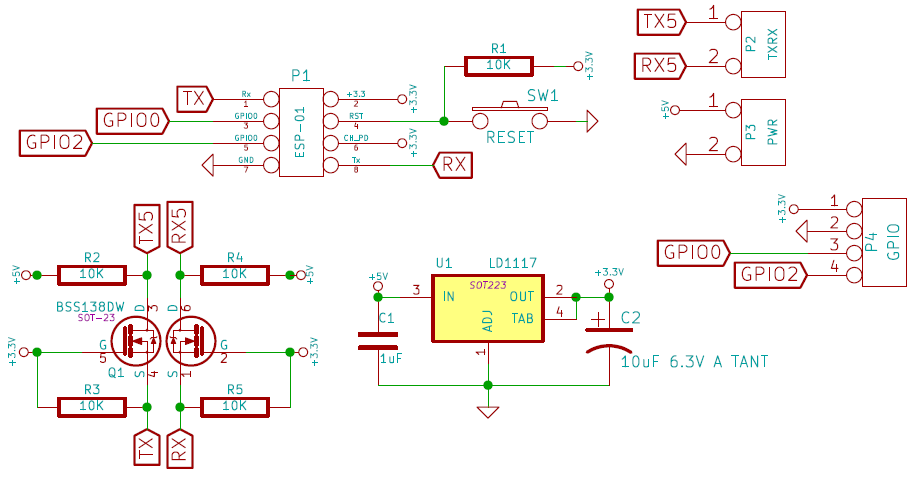 P1
TX
Rx
1
GPIO0
GPIO0
3
GPIO2
GPIO0
5
GND
7
ESP-01
+3.3
2
+3.3V
RST
4
CH_PD
6
+3.3V
Tx
8
RX
R1
10K
+3.3V
SW1
RESET
TX5
1
RX5
2
P2
TXRX
+5V
1
2
P3
PWR
+3.3V
1
2
GPIO0
3
GPIO2
4
P4
GPIO
TX5
RX5
R2
10K
+5V
R4
10K
+5V
BSS138DW
SOT-23
D
3
D
6
+3.3V
G
5
G
2
+3.3V
Q1
S
4
S
1
R3
10K
R5
10K
TX
RX
U1
LD1117
SOT223
+5V
3
IN
OUT
2
+3.3V
TAB
4
ADJ
1
C1
1uF
C2
10uF 6.3V A TANT